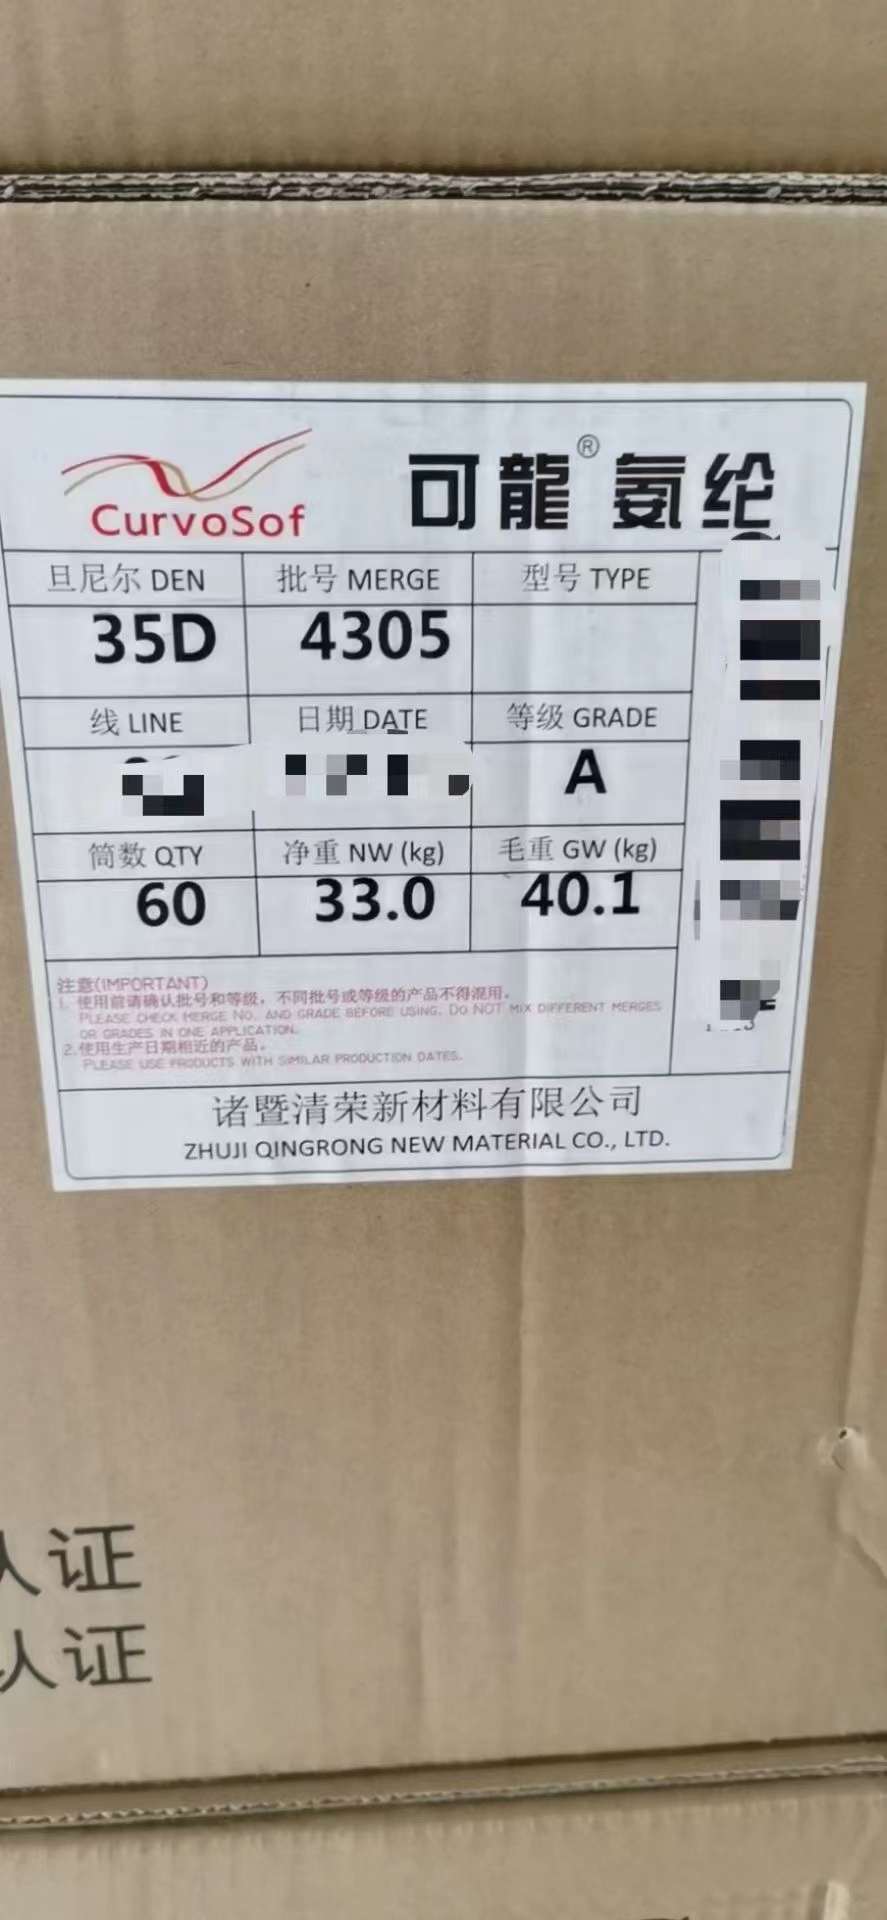 CurvoSof
可龍® 氨纶
旦尼尔 DEN 批号 MERGE 型号 TYPE
35D 4305
线 LINE 日期 DATE 等级 GRADE
A
筒数 QTY 净重 NW (kg) 毛重 GW (kg)
60 33.0 40.1
注意(IMPORTANT)
1. 使用前请确认批号和等级，不同批号或等级的产品不得混用。
PLEASE CHECK MERGE NO. AND GRADE BEFORE USING. DO NOT MIX DIFFERENT MERGES
OR GRADES IN ONE APPLICATION.
2.使用生产日期相近的产品。
PLEASE USE PRODUCTS WITH SIMILAR PRODUCTION DATES.
诸暨清荣新材料有限公司
ZHUJI QINGRONG NEW MATERIAL CO., LTD.
认证
认证